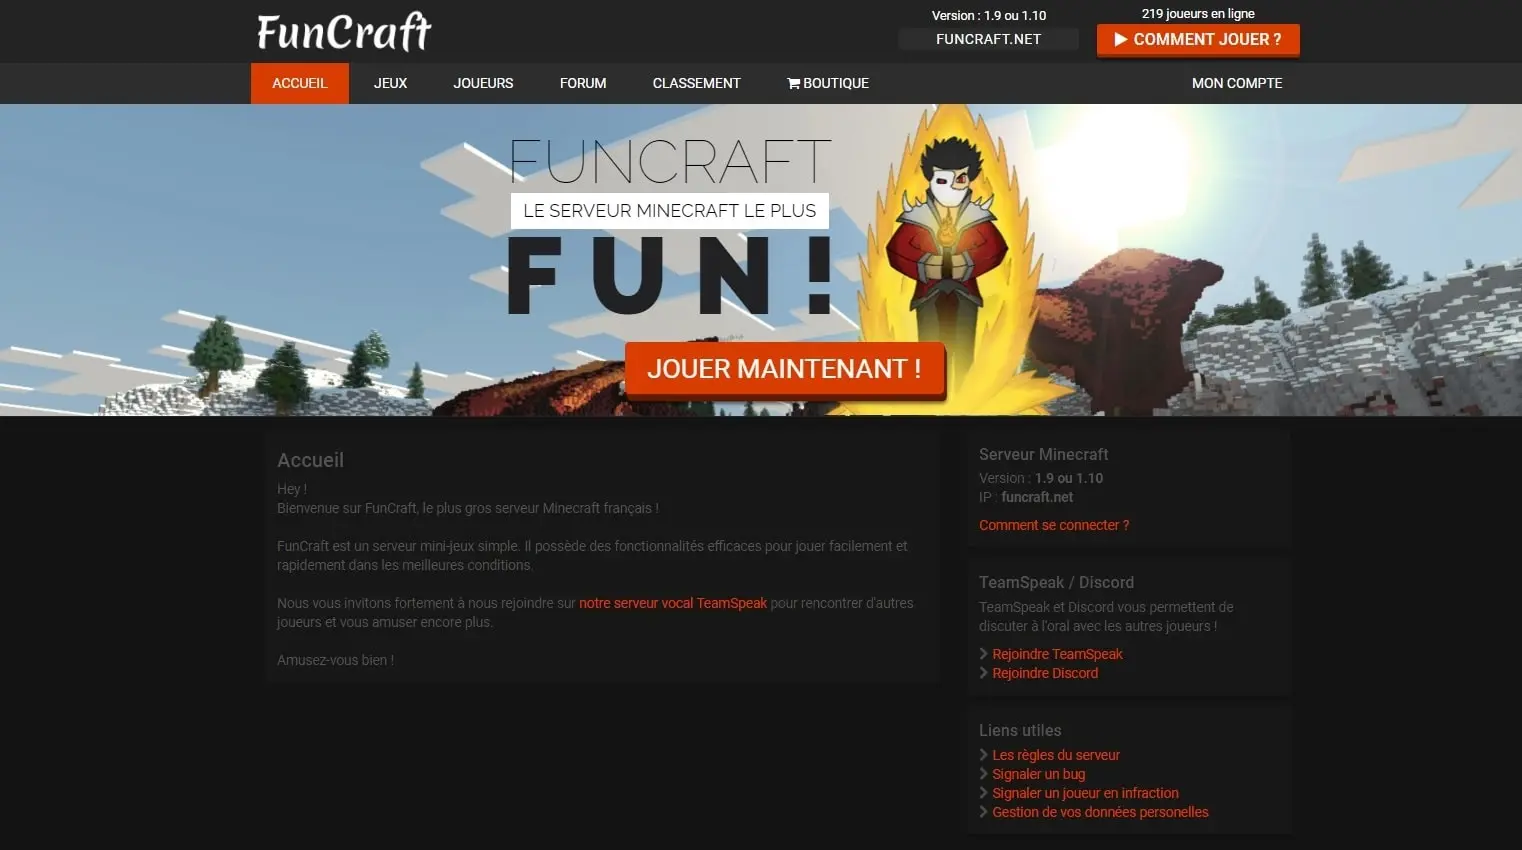 FunCraft
Version : 1.9 ou 1.10
FUNCRAFT.NET
219 joueurs en ligne
COMMENT JOUER ?
ACCUEIL
JEUX
JOUEURS
FORUM
CLASSEMENT
BOUTIQUE
MON COMPTE
FUNCRAFT
LE SERVEUR MINECRAFT LE PLUS
FUN!
JOUER MAINTENANT !
Accueil
Hey !
Bienvenue sur FunCraft, le plus gros serveur Minecraft français !
FunCraft est un serveur mini-jeux simple. Il possède des fonctionnalités efficaces pour jouer facilement et
rapidement dans les meilleures conditions.
Nous vous invitons fortement à nous rejoindre sur notre serveur vocal TeamSpeak pour rencontrer d'autres
joueurs et vous amuser encore plus.
Amusez-vous bien !
Serveur Minecraft
Version : 1.9 ou 1.10
IP : funcraft.net
Comment se connecter ?
TeamSpeak / Discord
TeamSpeak et Discord vous permettent de
discuter à l'oral avec les autres joueurs !
Rejoindre TeamSpeak
Rejoindre Discord
Liens utiles
Les règles du serveur
Signaler un bug
Signaler un joueur en infraction
Gestion de vos données personelles